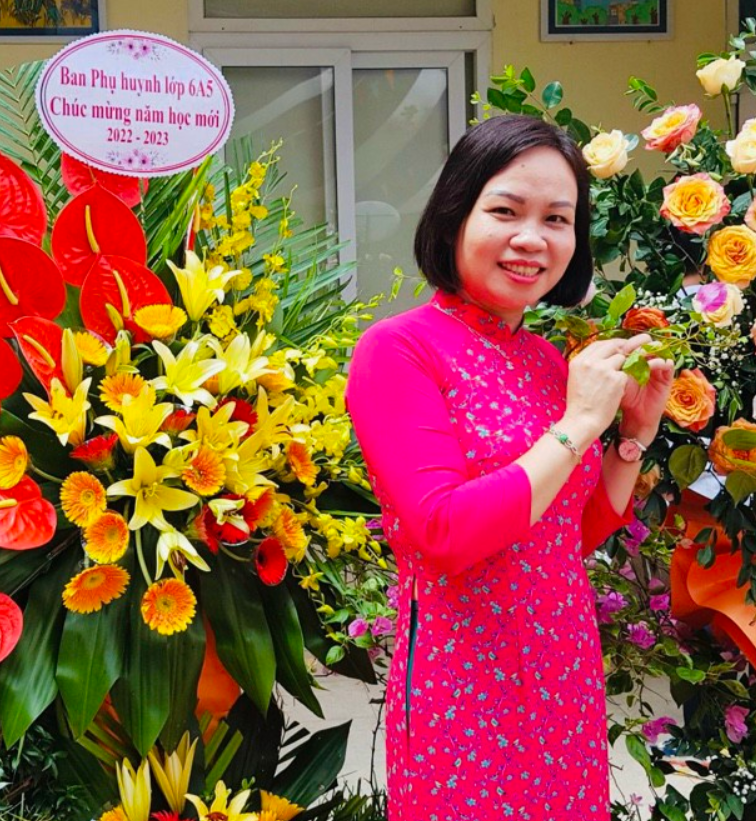 Ban Phụ huynh lớp 6A5
Chúc mừng năm học mới
2022 - 2023